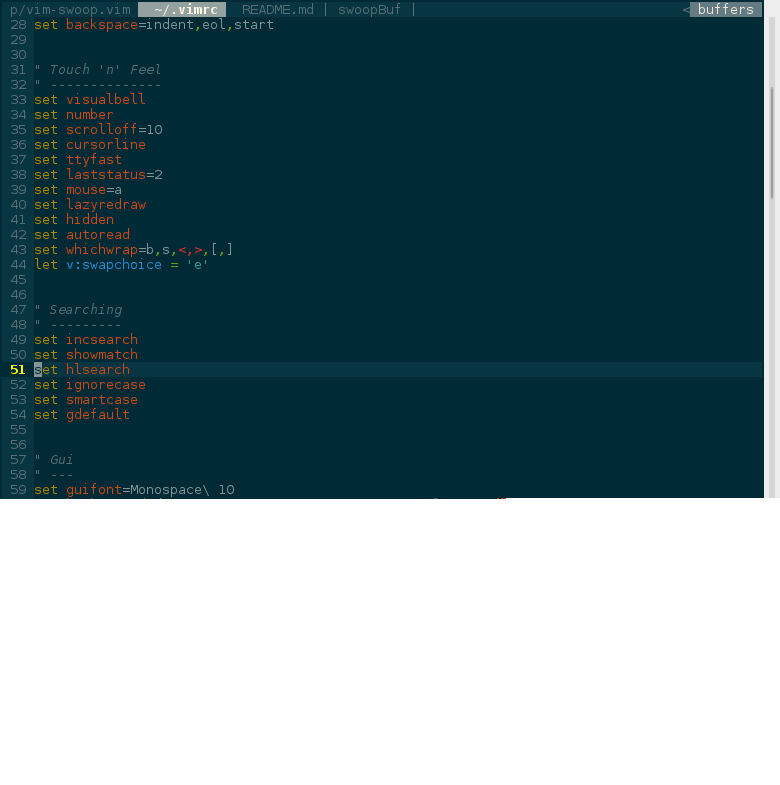 p/vim-swoop.vim ~/.vimrc README.md | swoopBuf | < buffers
28 set backspace=indent,eol,start
29
30
31 " Touch 'n' Feel
32 " --------------
33 set visualbell
34 set number
35 set scrolloff=10
36 set cursorline
37 set ttyfast
38 set laststatus=2
39 set mouse=a
40 set lazyredraw
41 set hidden
42 set autoread
43 set whichwrap=b,s,<,>,[,]
44 let v:swapchoice = 'e'
45
46
47 " Searching
48 " ---------
49 set incsearch
50 set showmatch
51 set hlsearch
52 set ignorecase
53 set smartcase
54 set gdefault
55
56
57 " Gui
58 " ---
59 set guifont=Monospace\ 10